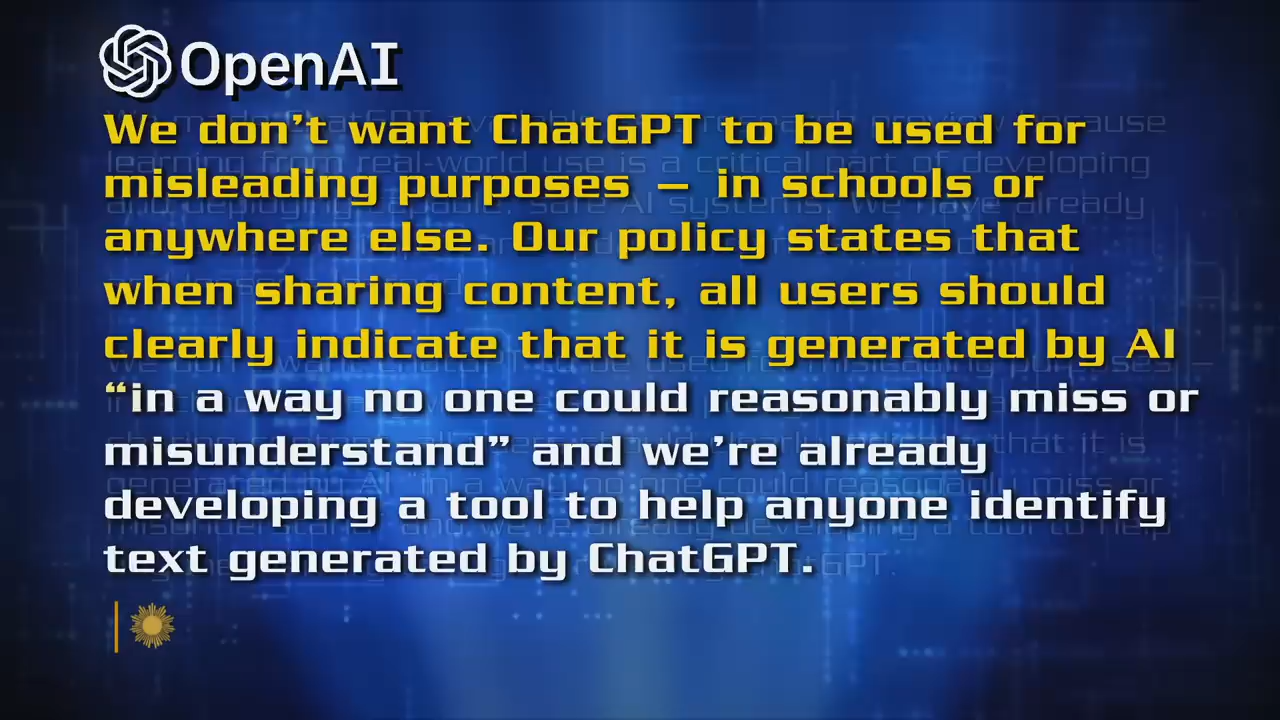 OpenAI
We don't want ChatGPT to be used for
misleading purposes – in schools or
anywhere else. Our policy states that
when sharing content, all users should
clearly indicate that it is generated by AI
“in a way no one could reasonably miss or
misunderstand” and we're already
developing a tool to help anyone identify
text generated by ChatGPT.